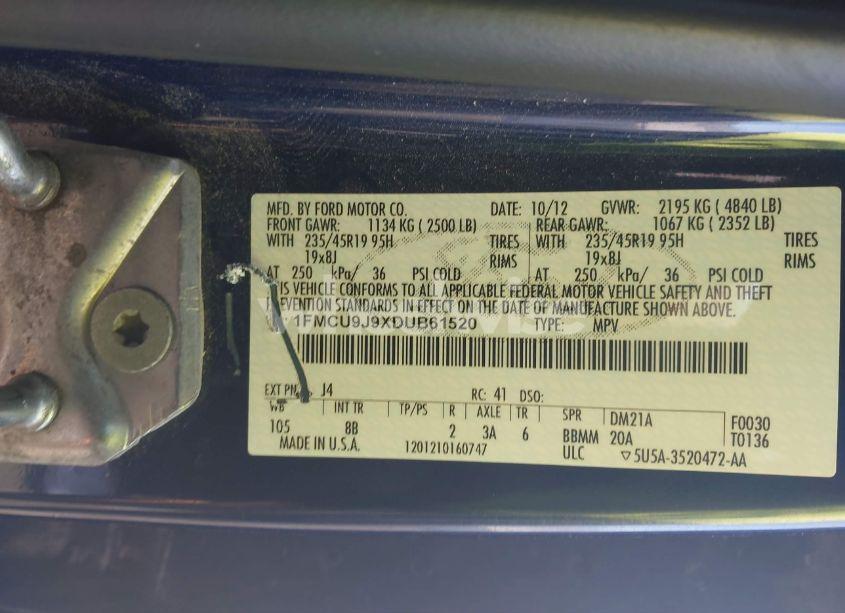 MFD. BY FORD MOTOR CO. DATE: 10/12 GVWR: 2195 KG ( 4840 LB)
FRONT GAWR: 1134 KG ( 2500 LB) REAR GAWR: 1067 KG ( 2352 LB)
WITH 235/45R19 95H TIRES WITH 235/45R19 95H TIRES
19x8J RIMS 19x8J RIMS
AT 250 kPa/ 36 PSI COLD AT 250 kPa/ 36 PSI COLD
IS VEHICLE CONFORMS TO ALL APPLICABLE FEDERAL MOTOR VEHICLE SAFETY AND THEFT
PREVENTION STANDARDS IN EFFECT ON THE DATE OF MANUFACTURE SHOWN ABOVE.
1FMCU9J9XDUB61520 TYPE: MPV
EXT PNT: J4 RC: 41 DSO:
WB INT TR TP/PS R AXLE TR SPR DM21A F0030
105 8B 2 3A 6 BBMM 20A T0136
MADE IN U.S.A. 1201210160747 ULC ▽5U5A-3520472-AA